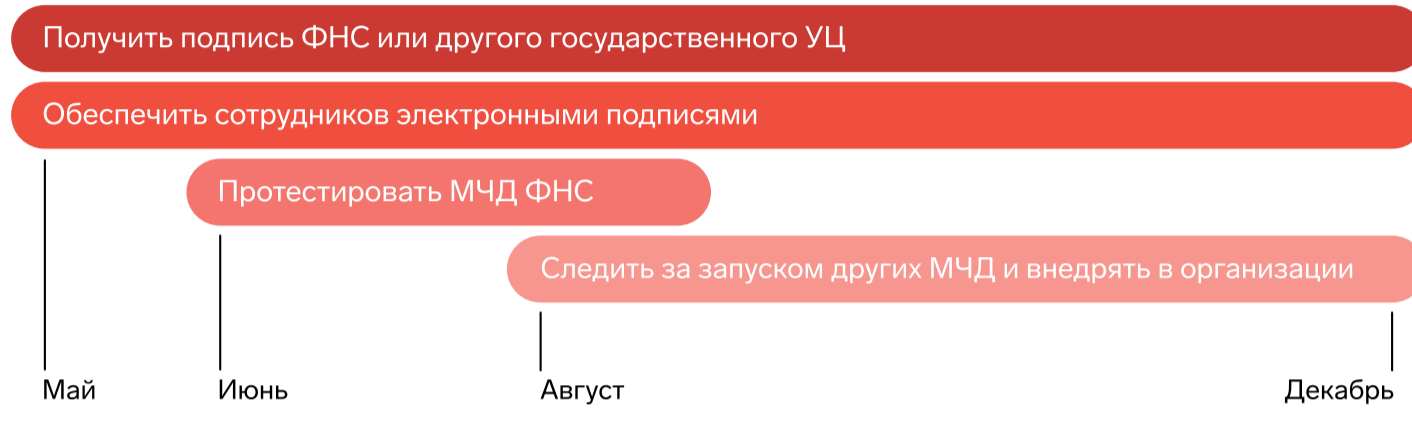 Получить подпись ФНС или другого государственного УЦ
Обеспечить сотрудников электронными подписями
Протестировать МЧД ФНС
Следить за запуском других МЧД и внедрять в организации
Май Июнь Август Декабрь